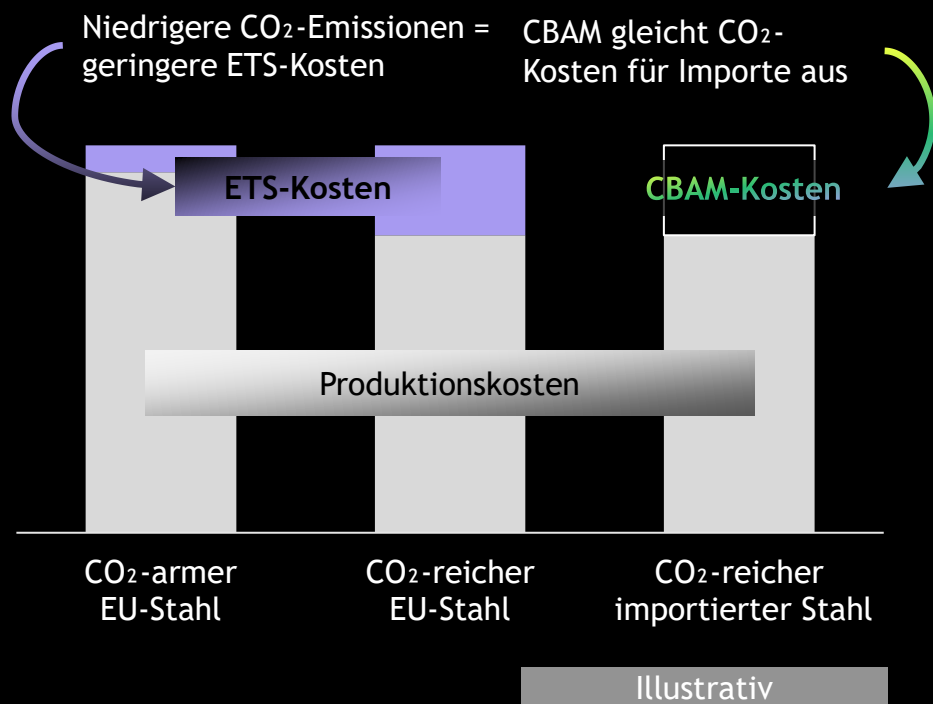 Niedrigere CO₂-Emissionen =
geringere ETS-Kosten
CBAM gleicht CO₂-
Kosten für Importe aus
ETS-Kosten
CBAM-Kosten
Produktionskosten
CO₂-armer
EU-Stahl
CO₂-reicher
EU-Stahl
CO₂-reicher
importierter Stahl
Illustrativ